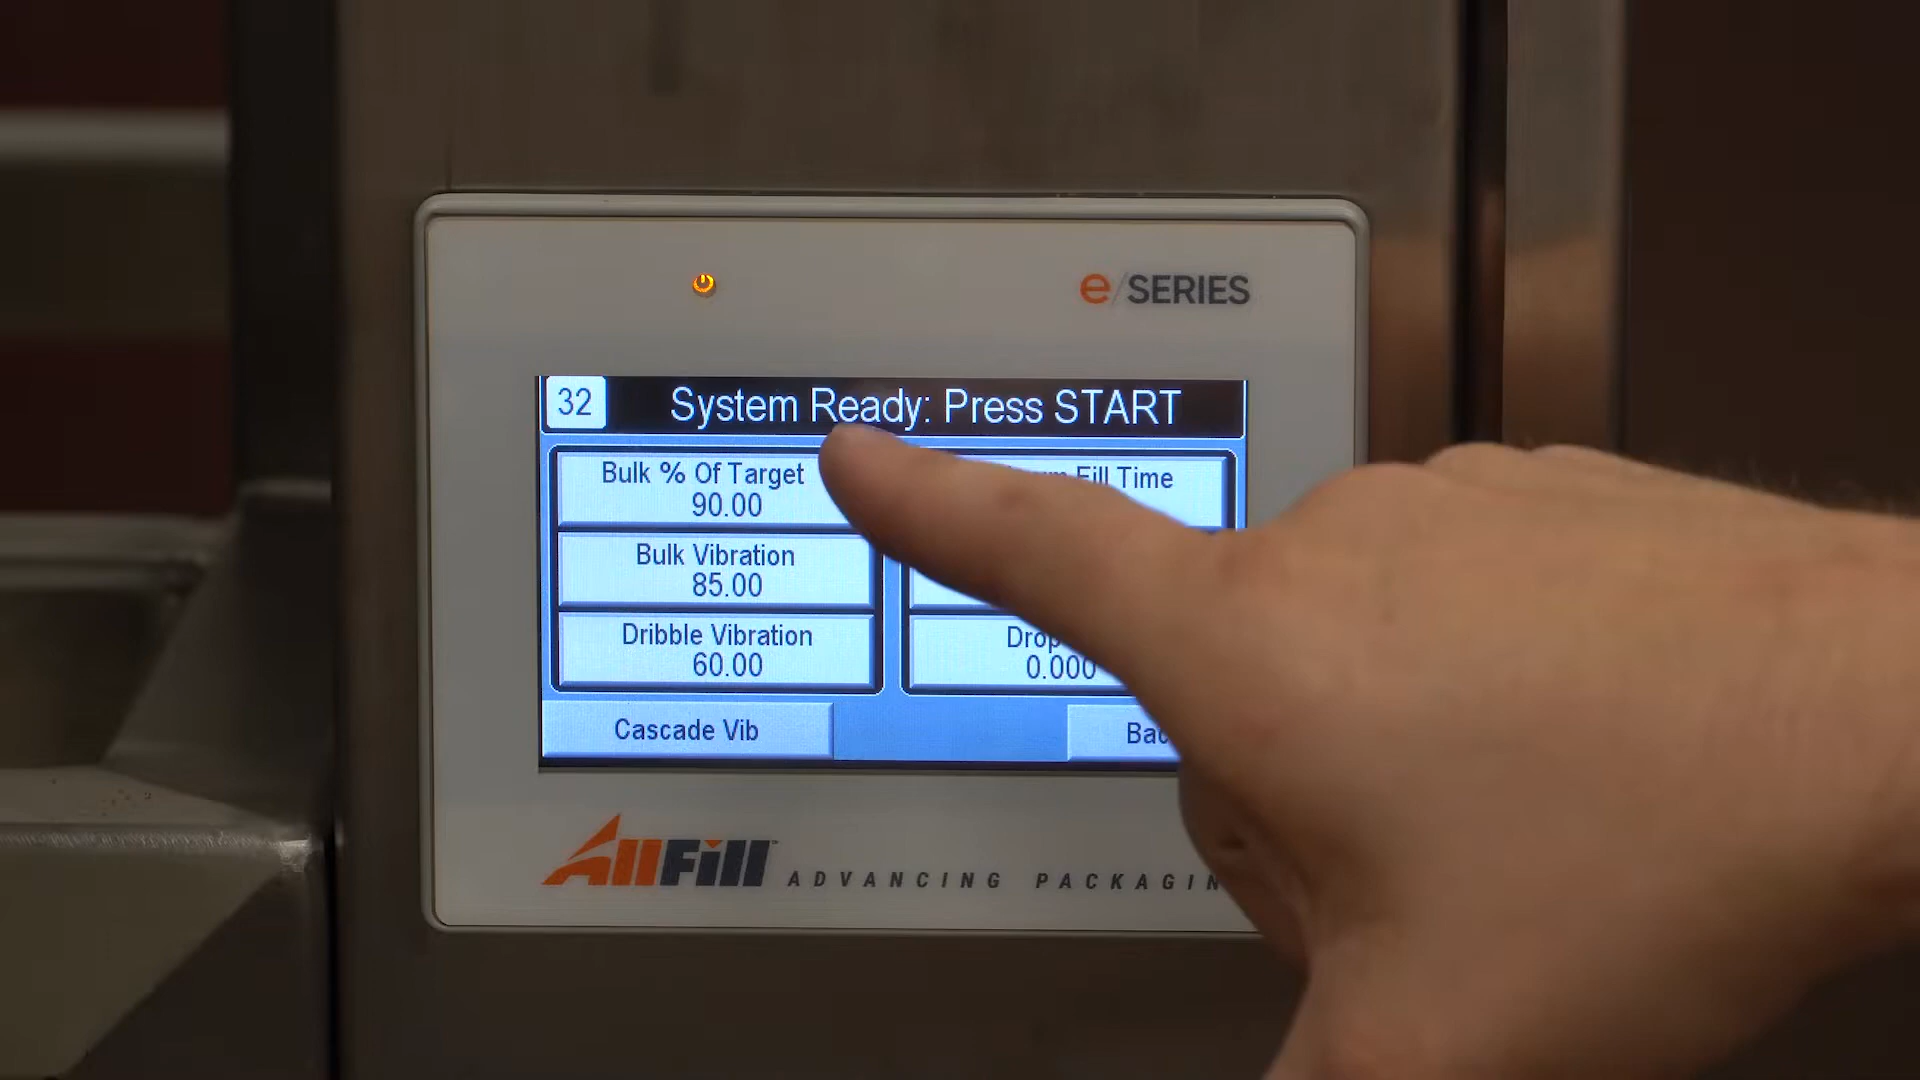 e/SERIES
32
System Ready: Press START
Bulk % Of Target
90.00
Fill Time
Bulk Vibration
85.00
Dribble Vibration
60.00
0.000
Cascade Vib
AllFill
ADVANCING